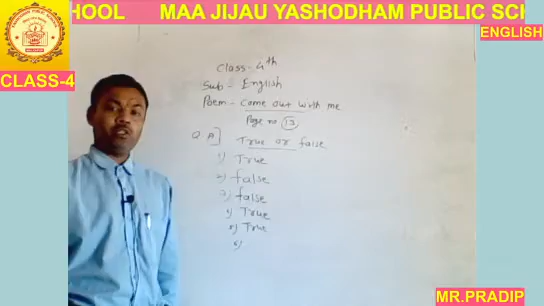 HOOL MAA JIJAU YASHODHAM PUBLIC SCH
ENGLISH
CLASS-4
Class - 4th
Sub - English
Poem - Come out with me
Page no 13
Q. A] True or false
1) True
2) false
3) false
4) True
5) True
6)
MR.PRADIP